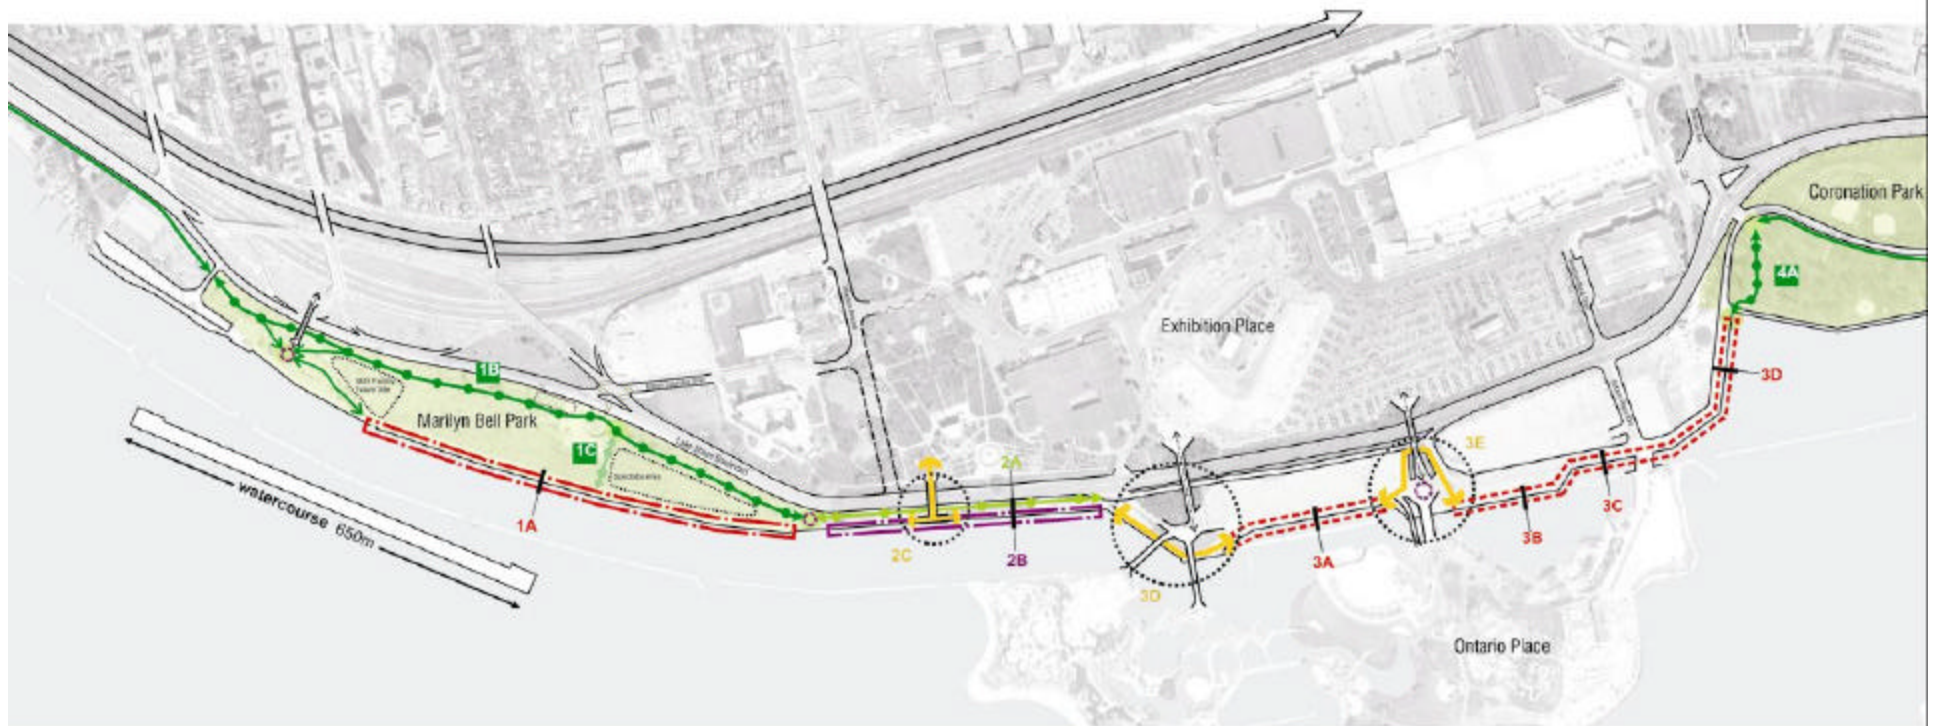 Coronation Park
4A
Exhibition Place
3D
1B
Marilyn Bell Park
1C
3E
2A
3C
watercourse 650m
1A
2C
2B
3A
3B
3D
Ontario Place